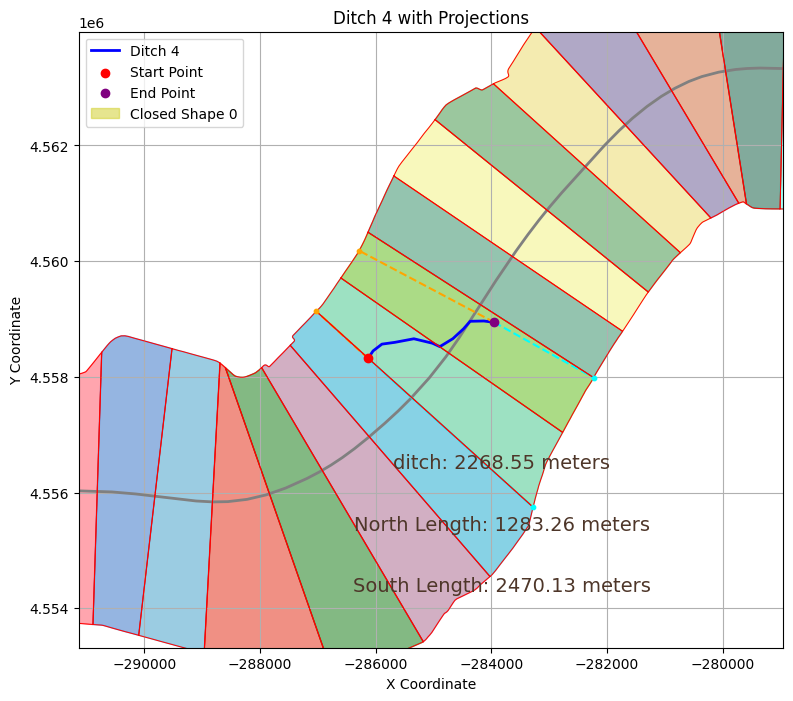 Ditch 4 with Projections
1e6
Ditch 4
Start Point
End Point
Closed Shape 0
4.562
4.560
4.558
4.556
4.554
Y Coordinate
ditch: 2268.55 meters
North Length: 1283.26 meters
South Length: 2470.13 meters
−290000 −288000 −286000 −284000 −282000 −280000
X Coordinate